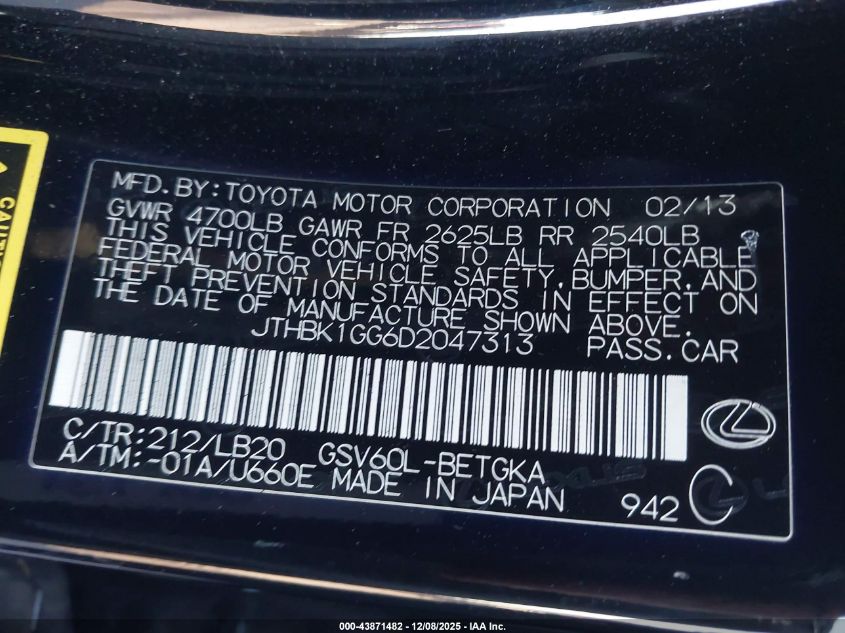 MFD.BY:TOYOTA MOTOR CORPORATION 02/13
GVWR 4700LB GAWR FR 2625LB RR 2540LB
THIS VEHICLE CONFORMS TO ALL APPLICABLE
FEDERAL MOTOR VEHICLE SAFETY,BUMPER,AND
THEFT PREVENTION STANDARDS IN EFFECT ON
THE DATE OF MANUFACTURE SHOWN ABOVE.
JTHBK1GG6D2047313 PASS.CAR
C/TR:212/LB20 GSV60L-BETGKA
A/TM:-01A/U660E MADE IN JAPAN
942 C
000-43871482 - 12/08/2025 - IAA Inc.